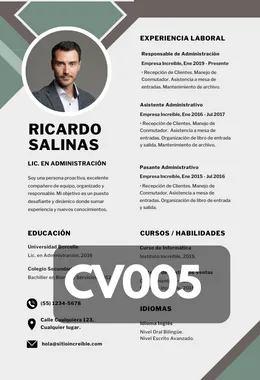 RICARDO
SALINAS
LIC. EN ADMINISTRACIÓN
Soy una persona proactiva, excelente
compañero de equipo, organizado y
responsable. Mi objetivo es un puesto
desafiante y dinámico donde sumar
experiencia y nuevos conocimientos.
EDUCACIÓN
Universidad Borcelle
Lic. en Administración, 2016
Colegio Secundario
Bachiller en
(55) 1234-5678
Calle Cualquiera 123,
Cualquier lugar.
hola@sitioincreible.com
EXPERIENCIA LABORAL
Responsable de Administración
Empresa Increíble, Ene 2019 - Presente
• Recepción de Clientes. Manejo de
Conmutador. Asistencia a mesa de
entradas. Mantenimiento de archivo.
Asistente Administrativo
Empresa Increíble, Ene 2016 - Jul 2017
• Recepción de Clientes. Manejo de
Conmutador. Asistencia a mesa de
entradas. Organización de libro de entrada
y salida. Mantenimiento de archivo.
Pasante Administrativo
Empresa Increíble, Ene 2015 - Jul 2016
• Recepción de Clientes. Manejo de
Conmutador. Asistencia a mesa de
entradas. Organización de libro de entrada
y salida. Mantenimiento de archivo.
CURSOS / HABILIDADES
Curso de Informática
Instituto Increíble, 2019
ventas
CV005
IDIOMAS
Idioma Inglés
Nivel Oral Bilingüe.
Nivel Escrito Avanzado.